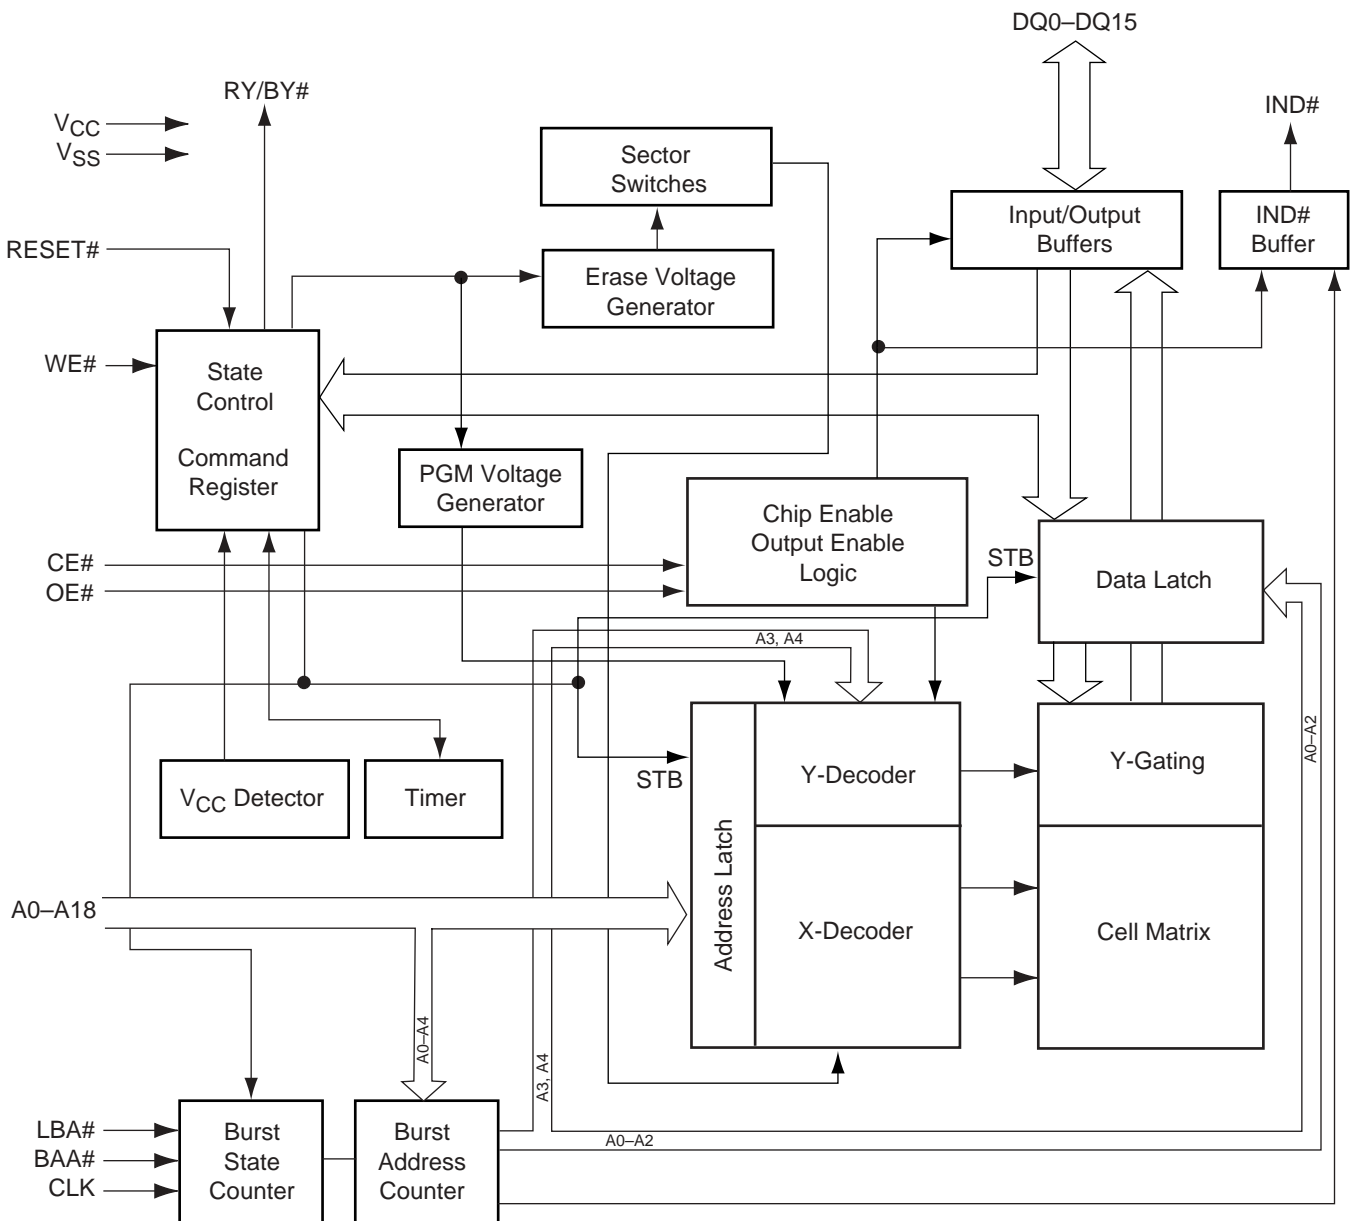 DQ0–DQ15
RY/BY#
IND#
VCC
VSS
Sector
Switches
Input/Output
Buffers
IND#
Buffer
RESET#
Erase Voltage
Generator
WE#
State
Control
Command
Register
PGM Voltage
Generator
Chip Enable
Output Enable
Logic
CE#
OE#
STB
Data Latch
A3, A4
A0–A2
STB
Y-Decoder
Y-Gating
VCC Detector
Timer
Address Latch
A0–A18
X-Decoder
Cell Matrix
A0–A4
A3, A4
LBA#
BAA#
CLK
Burst
State
Counter
Burst
Address
Counter
A0–A2